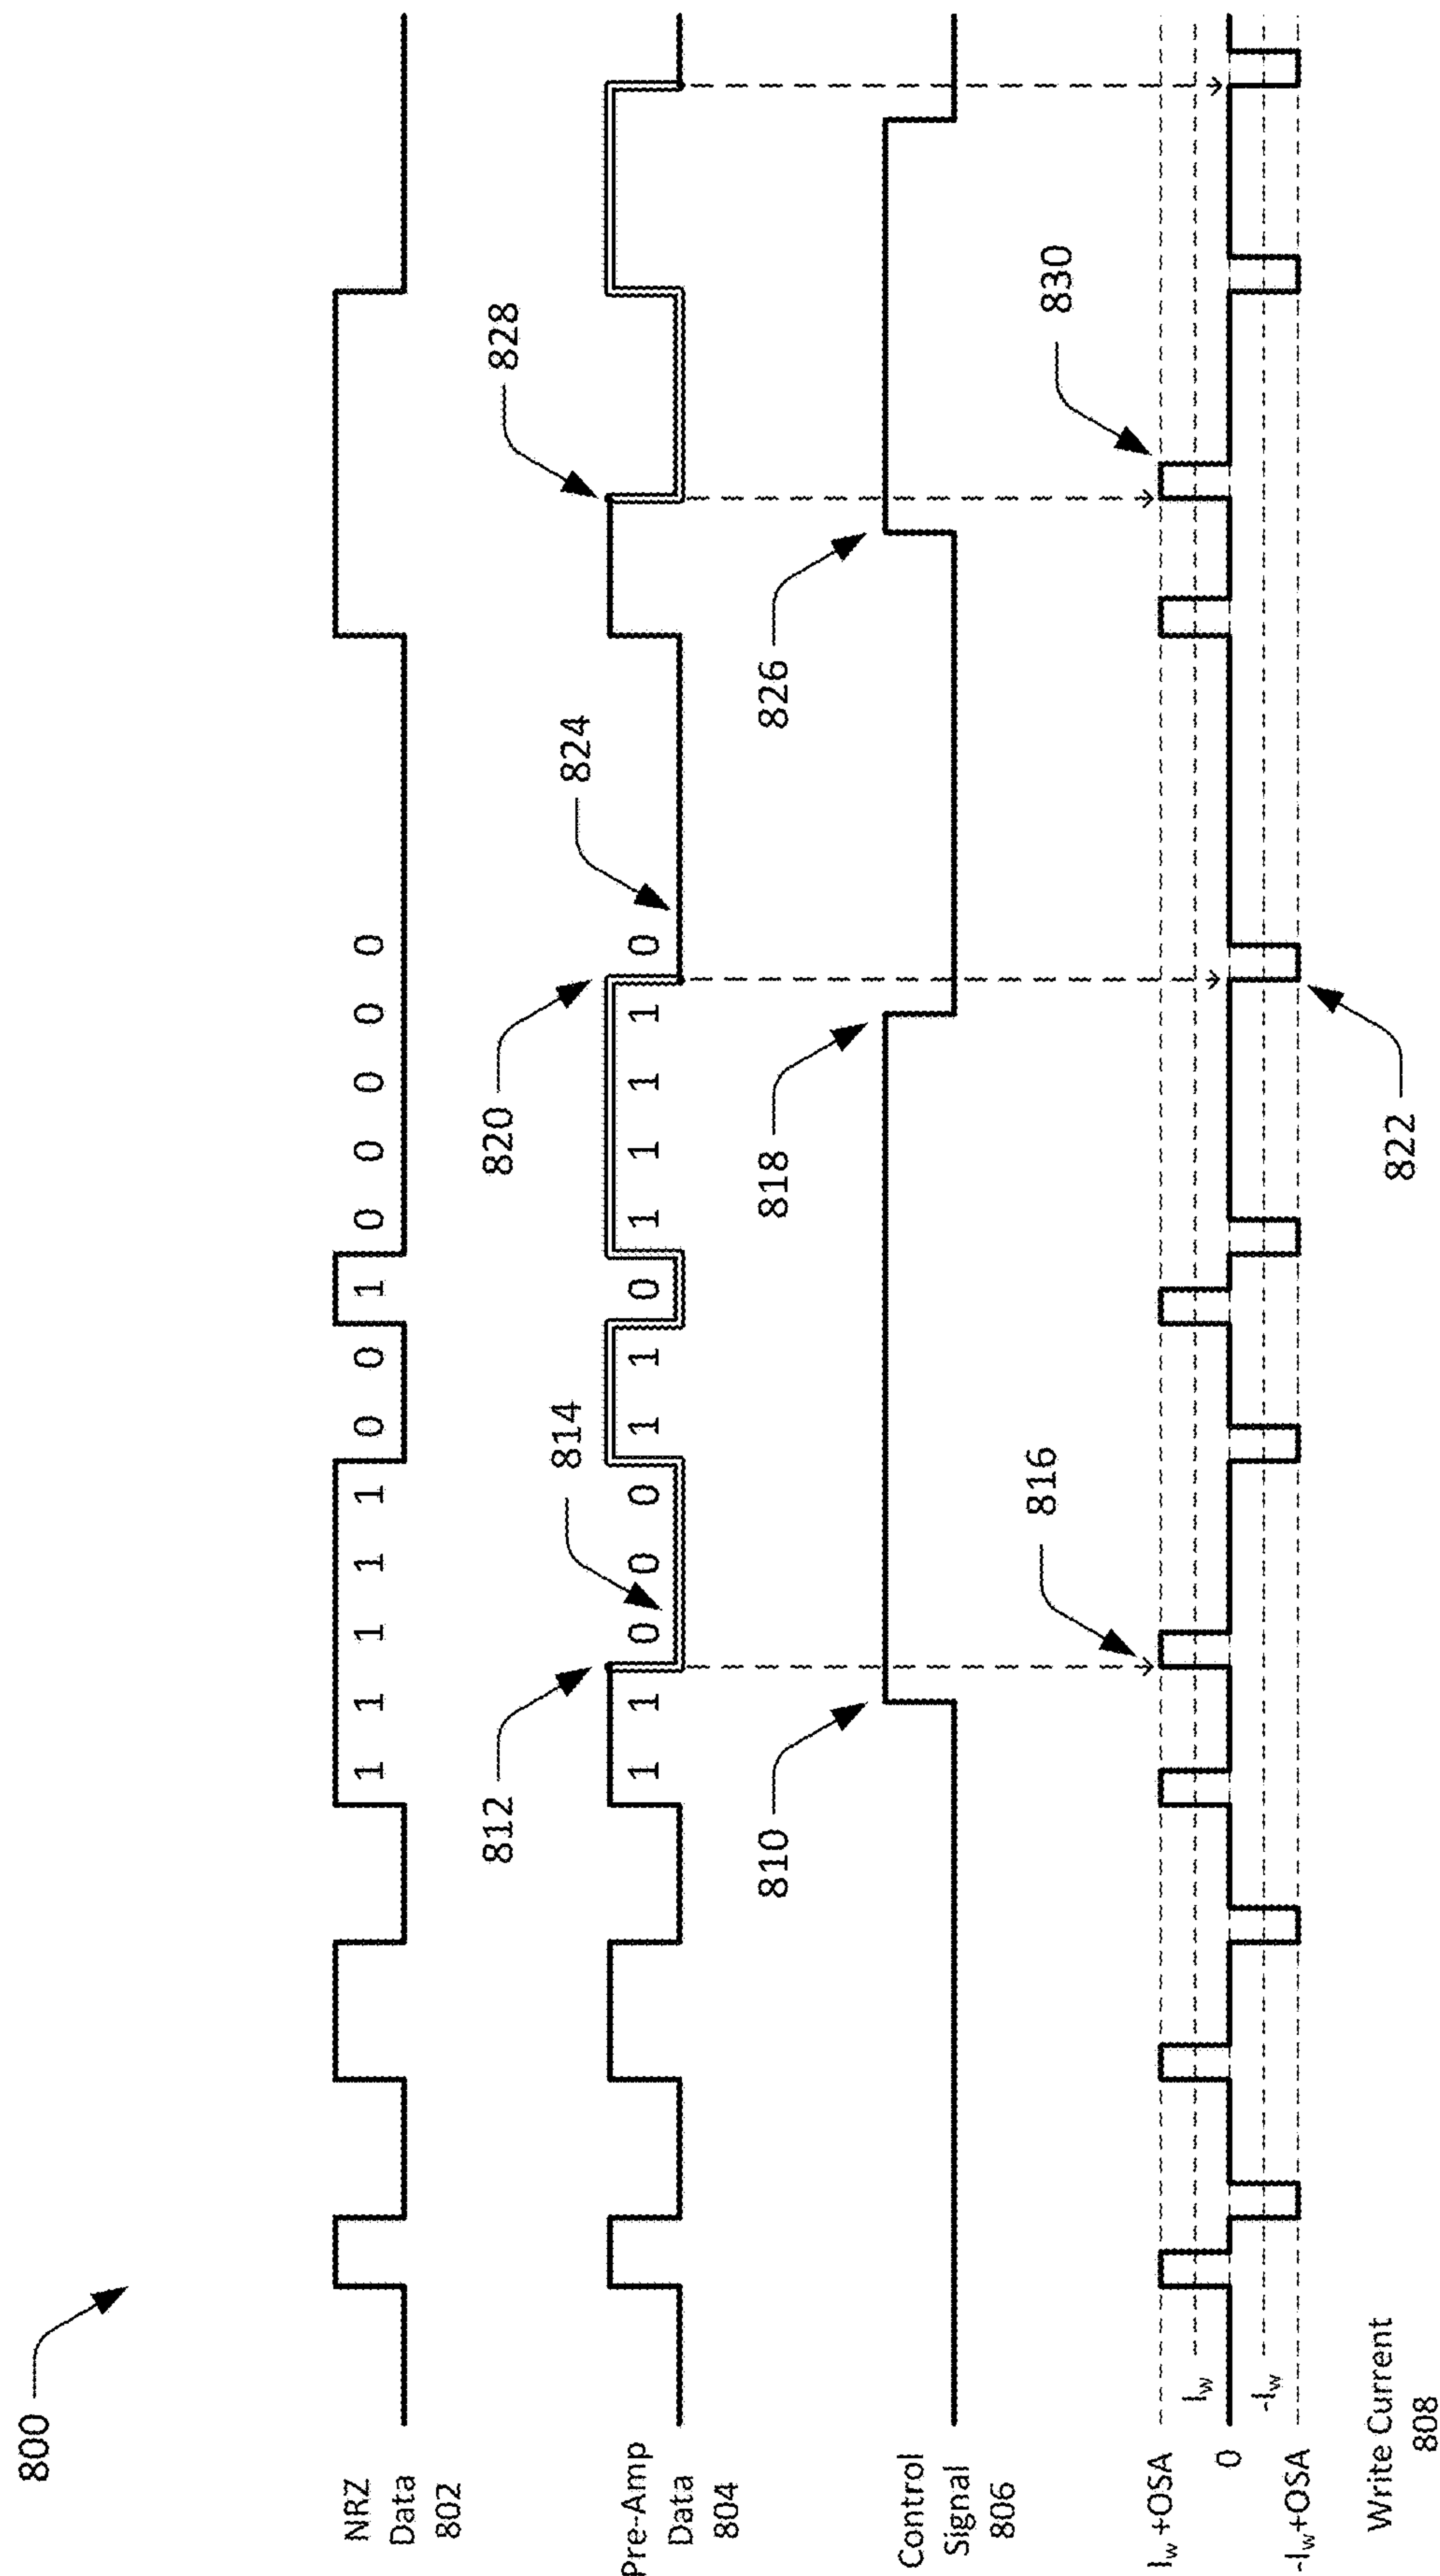 800
NRZ
Data
802
1 1 1 1 1 0 0 1 0 0 0 0 0
812
820
828
814
824
Pre-Amp
Data
804
1 1 0 0 0 1 1 0 1 1 1 1 0
810
818
826
Control
Signal
806
816
830
Iw +OSA
Iw
0
-Iw
-Iw+OSA
822
Write Current
808